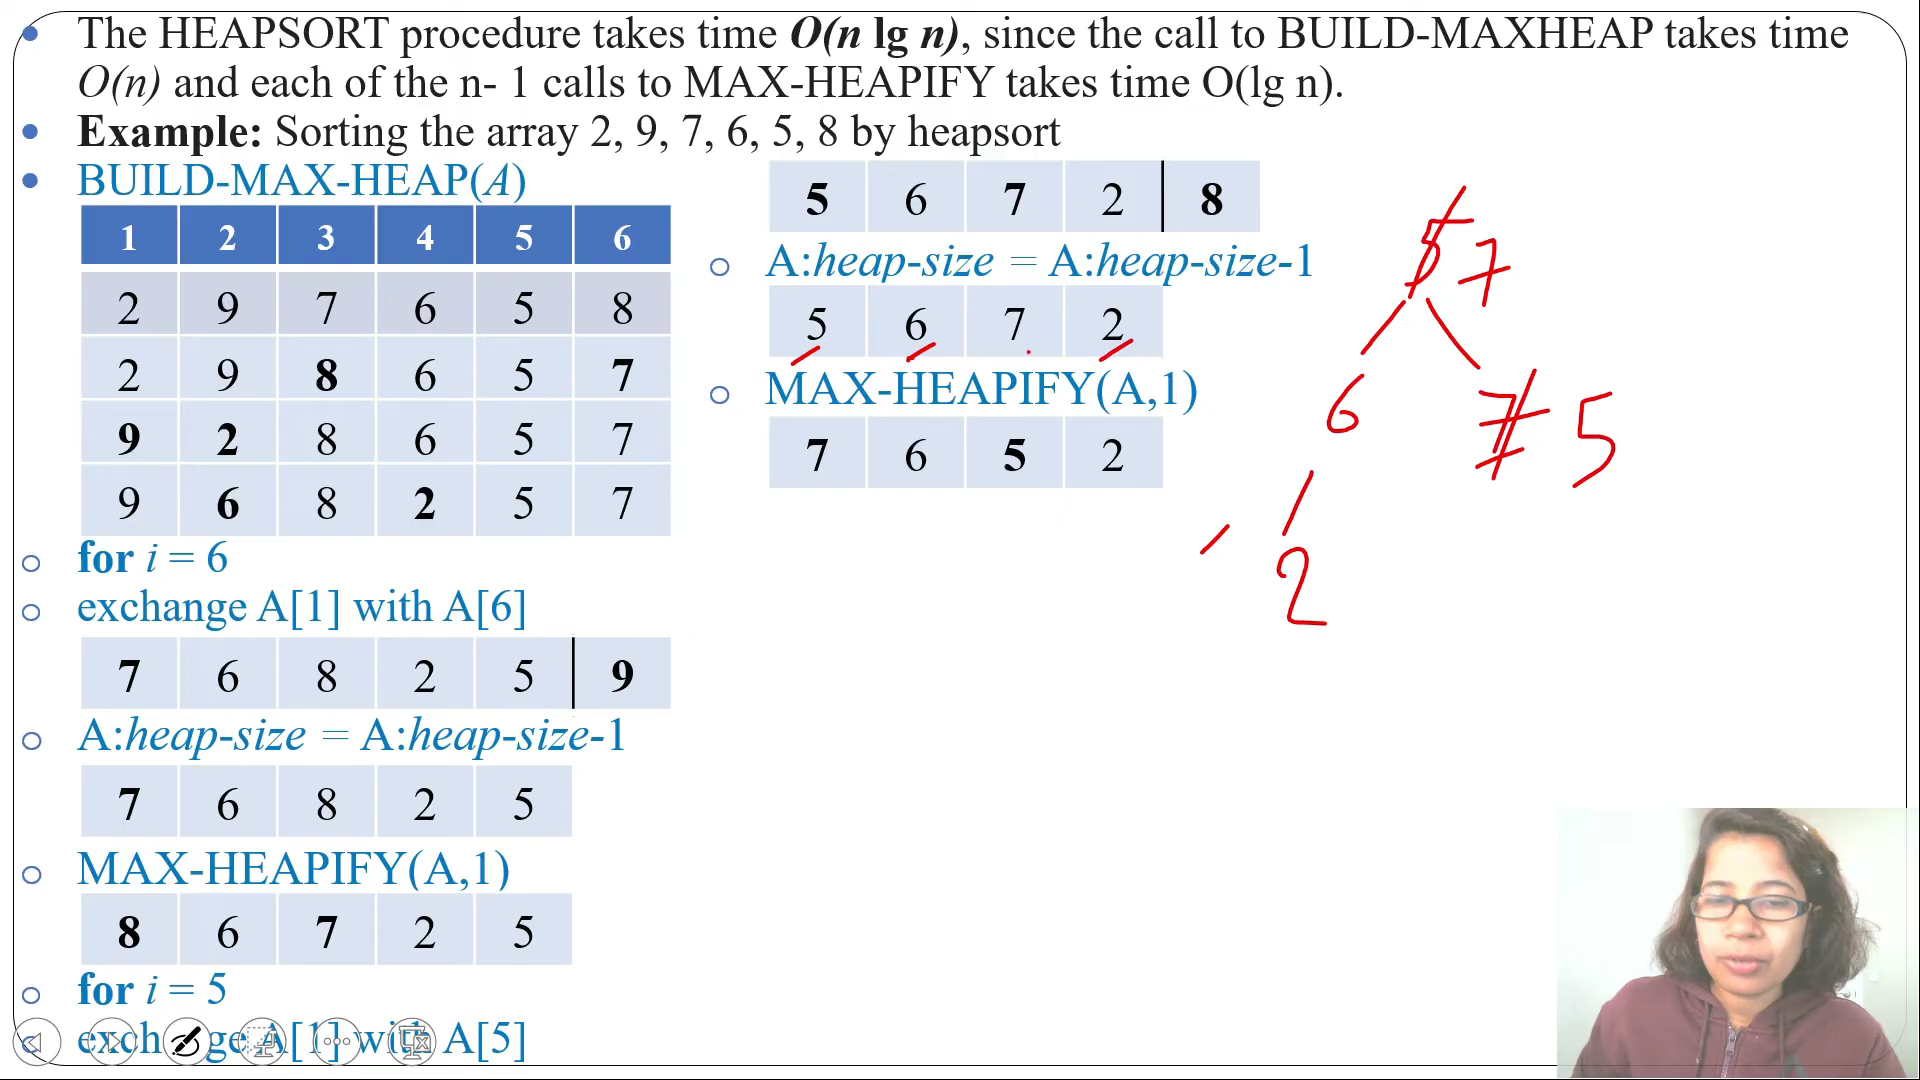 The HEAPSORT procedure takes time O(n lg n), since the call to BUILD-MAXHEAP takes time
O(n) and each of the n- 1 calls to MAX-HEAPIFY takes time O(lg n).
Example: Sorting the array 2, 9, 7, 6, 5, 8 by heapsort
BUILD-MAX-HEAP(A)
1 2 3 4 5 6
2 9 7 6 5 8
2 9 8 6 5 7
9 2 8 6 5 7
9 6 8 2 5 7
for i = 6
exchange A[1] with A[6]
7 6 8 2 5 9
A:heap-size = A:heap-size-1
7 6 8 2 5
MAX-HEAPIFY(A,1)
8 6 7 2 5
for i = 5
exchange A[1] with A[5]
5 6 7 2 8
A:heap-size = A:heap-size-1
5 6 7 2
MAX-HEAPIFY(A,1)
7 6 5 2
5 7
6 7 5
2